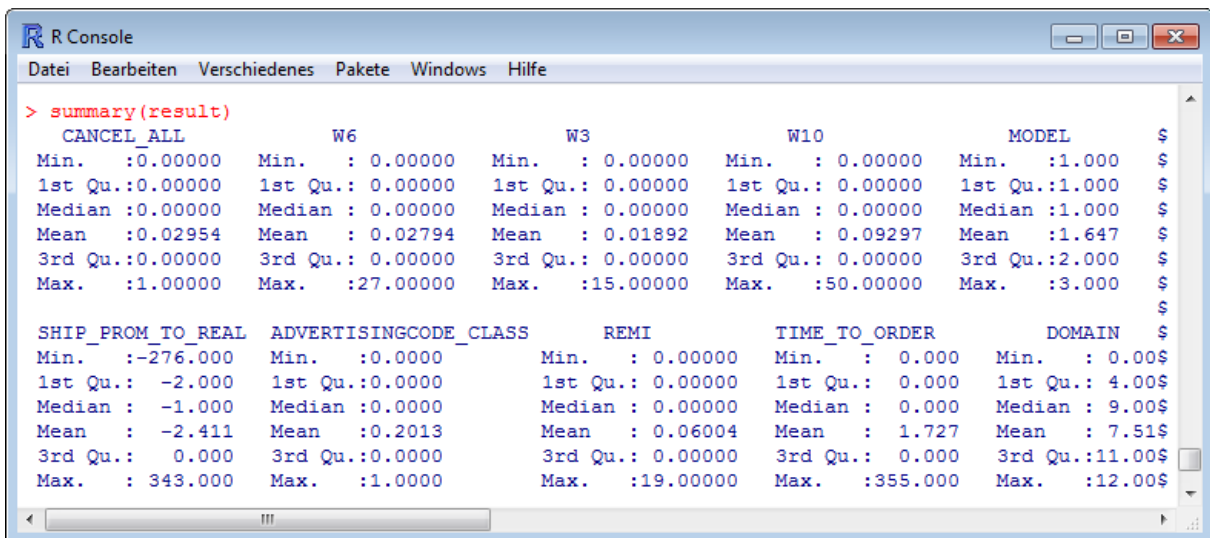 R Console
Datei Bearbeiten Verschiedenes Pakete Windows Hilfe
> summary(result)
CANCEL_ALL W6 W3 W10 MODEL $
Min. :0.00000 Min. : 0.00000 Min. : 0.00000 Min. : 0.00000 Min. :1.000 $
1st Qu.:0.00000 1st Qu.: 0.00000 1st Qu.: 0.00000 1st Qu.: 0.00000 1st Qu.:1.000 $
Median :0.00000 Median : 0.00000 Median : 0.00000 Median : 0.00000 Median :1.000 $
Mean :0.02954 Mean : 0.02794 Mean : 0.01892 Mean : 0.09297 Mean :1.647 $
3rd Qu.:0.00000 3rd Qu.: 0.00000 3rd Qu.: 0.00000 3rd Qu.: 0.00000 3rd Qu.:2.000 $
Max. :1.00000 Max. :27.00000 Max. :15.00000 Max. :50.00000 Max. :3.000 $
$
SHIP_PROM_TO_REAL ADVERTISINGCODE_CLASS REMI TIME_TO_ORDER DOMAIN $
Min. :-276.000 Min. :0.0000 Min. : 0.00000 Min. : 0.000 Min. : 0.00$
1st Qu.: -2.000 1st Qu.:0.0000 1st Qu.: 0.00000 1st Qu.: 0.000 1st Qu.: 4.00$
Median : -1.000 Median :0.0000 Median : 0.00000 Median : 0.000 Median : 9.00$
Mean : -2.411 Mean :0.2013 Mean : 0.06004 Mean : 1.727 Mean : 7.51$
3rd Qu.: 0.000 3rd Qu.:0.0000 3rd Qu.: 0.00000 3rd Qu.: 0.000 3rd Qu.:11.00$
Max. : 343.000 Max. :1.0000 Max. :19.00000 Max. :355.000 Max. :12.00$